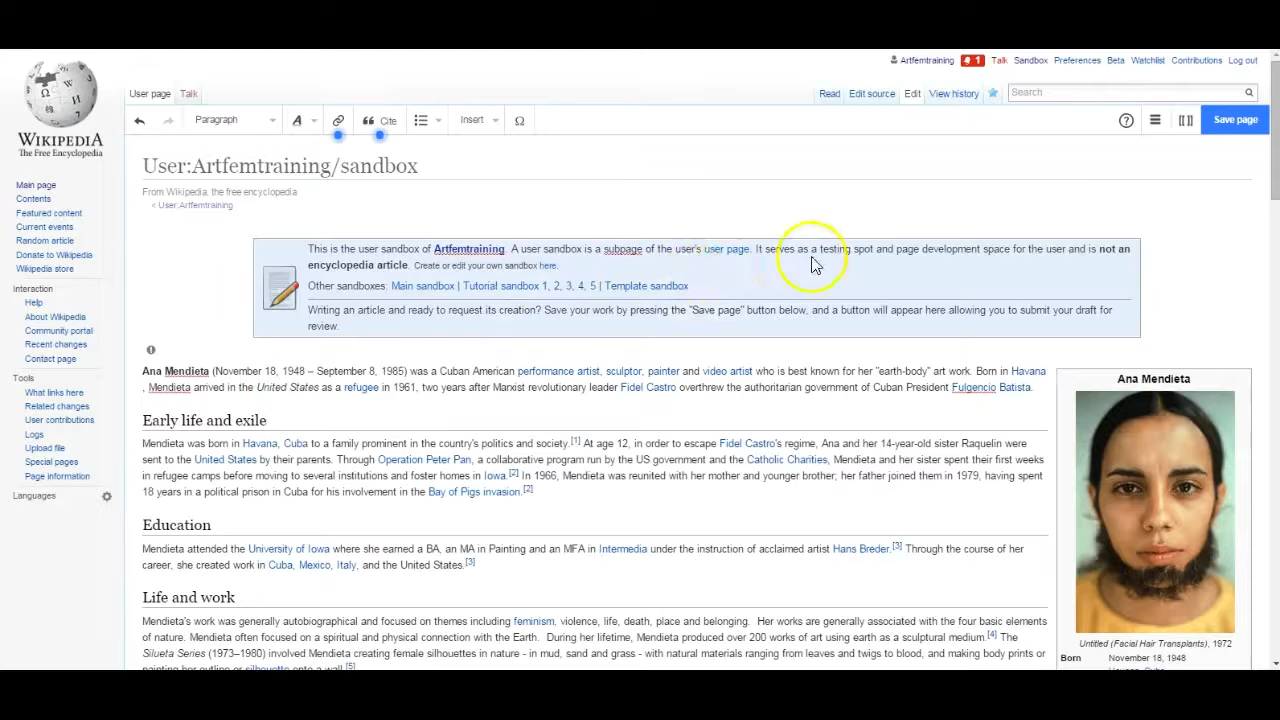 Artfemtraining 1 Talk Sandbox Preferences Beta Watchlist Contributions Log out
User page Talk Read Edit source Edit View history Search
Paragraph A Cite Insert Ω ? Save page
WIKIPEDIA
The Free Encyclopedia
Main page
Contents
Featured content
Current events
Random article
Donate to Wikipedia
Wikipedia store
Interaction
Help
About Wikipedia
Community portal
Recent changes
Contact page
Tools
What links here
Related changes
User contributions
Logs
Upload file
Special pages
Page information
Languages
User:Artfemtraining/sandbox
From Wikipedia, the free encyclopedia
< User:Artfemtraining
This is the user sandbox of Artfemtraining. A user sandbox is a subpage of the user's user page. It serves as a testing spot and page development space for the user and is not an
encyclopedia article. Create or edit your own sandbox here.
Other sandboxes: Main sandbox | Tutorial sandbox 1, 2, 3, 4, 5 | Template sandbox
Writing an article and ready to request its creation? Save your work by pressing the "Save page" button below, and a button will appear here allowing you to submit your draft for
review.
Ana Mendieta (November 18, 1948 – September 8, 1985) was a Cuban American performance artist, sculptor, painter and video artist who is best known for her "earth-body" art work. Born in Havana
, Mendieta arrived in the United States as a refugee in 1961, two years after Marxist revolutionary leader Fidel Castro overthrew the authoritarian government of Cuban President Fulgencio Batista.
Early life and exile
Mendieta was born in Havana, Cuba to a family prominent in the country's politics and society.[1] At age 12, in order to escape Fidel Castro's regime, Ana and her 14-year-old sister Raquelin were
sent to the United States by their parents. Through Operation Peter Pan, a collaborative program run by the US government and the Catholic Charities, Mendieta and her sister spent their first weeks
in refugee camps before moving to several institutions and foster homes in Iowa.[2] In 1966, Mendieta was reunited with her mother and younger brother; her father joined them in 1979, having spent
18 years in a political prison in Cuba for his involvement in the Bay of Pigs invasion.[2]
Education
Mendieta attended the University of Iowa where she earned a BA, an MA in Painting and an MFA in Intermedia under the instruction of acclaimed artist Hans Breder.[3] Through the course of her
career, she created work in Cuba, Mexico, Italy, and the United States.[3]
Life and work
Mendieta's work was generally autobiographical and focused on themes including feminism, violence, life, death, place and belonging. Her works are generally associated with the four basic elements
of nature. Mendieta often focused on a spiritual and physical connection with the Earth. During her lifetime, Mendieta produced over 200 works of art using earth as a sculptural medium.[4] The
Silueta Series (1973–1980) involved Mendieta creating female silhouettes in nature - in mud, sand and grass - with natural materials ranging from leaves and twigs to blood, and making body prints or
painting her outline or silhouette onto a wall.[5]
Ana Mendieta
Untitled (Facial Hair Transplants), 1972
Born November 18, 1948